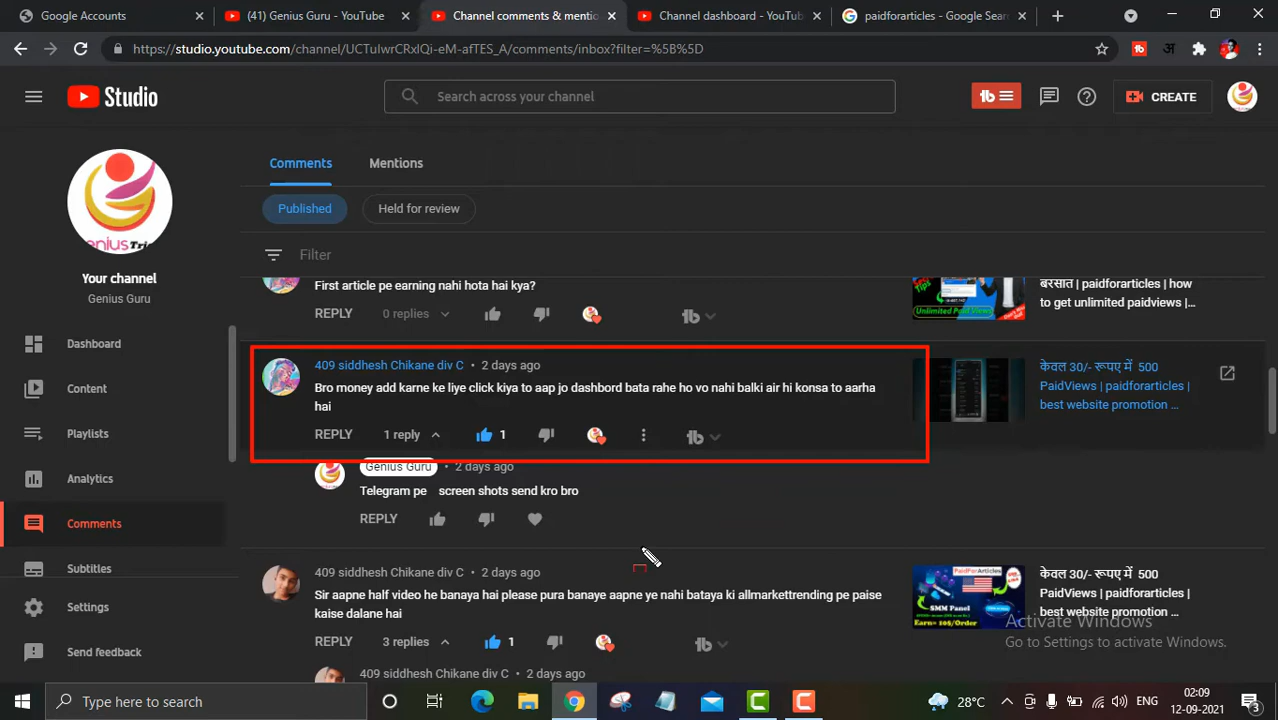 Google Accounts
(41) Genius Guru - YouTube
Channel comments & mentio
Channel dashboard - YouTub
paidforarticles - Google Sear
https://studio.youtube.com/channel/UCTulwrCRxlQi-eM-afTES_A/comments/inbox?filter=%5B%5D
अ
Studio
Search across your channel
CREATE
Comments
Mentions
Published
Held for review
Filter
Your channel
Genius Guru
Dashboard
Content
Playlists
Analytics
Comments
Subtitles
Settings
Send feedback
First article pe earning nahi hota hai kya?
REPLY 0 replies
बरसात | paidforarticles | how
to get unlimited paidviews |...
Unlimited Paid Views
409 siddhesh Chikane div C • 2 days ago
Bro money add karne ke liye click kiya to aap jo dashbord bata rahe ho vo nahi balki air hi konsa to aarha
hai
REPLY 1 reply 1
केवल 30/- रूपए में 500
PaidViews | paidforarticles |
best website promotion ...
Genius Guru • 2 days ago
Telegram pe screen shots send kro bro
REPLY
409 siddhesh Chikane div C • 2 days ago
Sir aapne half video he banaya hai please pura banaye aapne ye nahi bataya ki allmarkettrending pe paise
kaise dalane hai
REPLY 3 replies 1
PaidForArticles
SMM Panel
Earn= 10$/Order
केवल 30/- रूपए में 500
PaidViews | paidforarticles |
best website promotion ...
409 siddhesh Chikane div C • 2 days ago
Activate Windows
Go to Settings to activate Windows.
Type here to search
28°C
ENG
02:09
12-09-2021
3